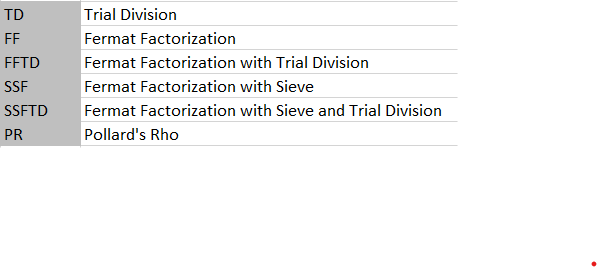 TD Trial Division
FF Fermat Factorization
FFTD Fermat Factorization with Trial Division
SSF Fermat Factorization with Sieve
SSFTD Fermat Factorization with Sieve and Trial Division
PR Pollard's Rho